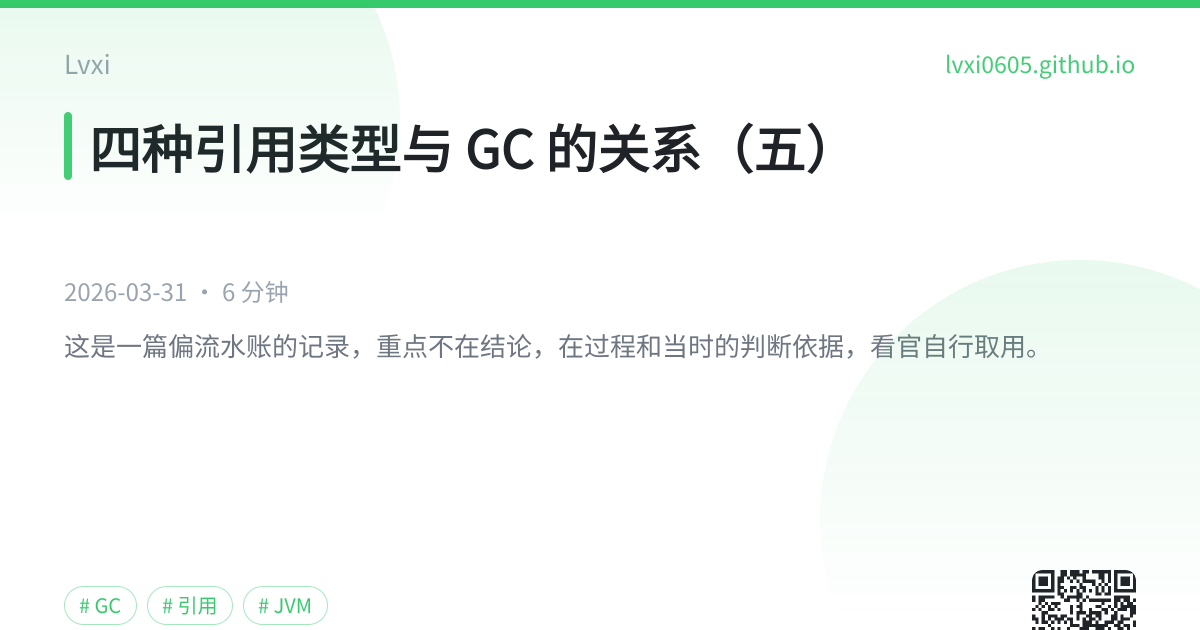 Lvxi
lvxi0605.github.io
四种引用类型与 GC 的关系（五）
2026-03-31 · 6 分钟
这是一篇偏流水账的记录，重点不在结论，在过程和当时的判断依据，看官自行取用。
# GC
# 引用
# JVM